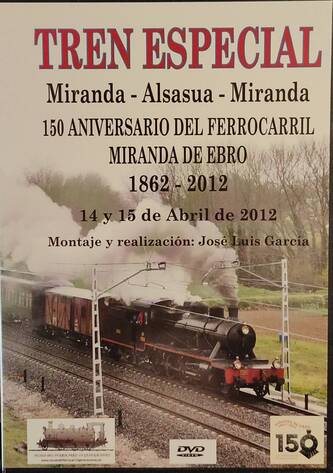 TREN ESPECIAL
Miranda - Alsasua - Miranda
150 ANIVERSARIO DEL FERROCARRIL
MIRANDA DE EBRO
1862 - 2012
14 y 15 de Abril de 2012
Montaje y realización: José Luis García
DVD
VIDEO
150